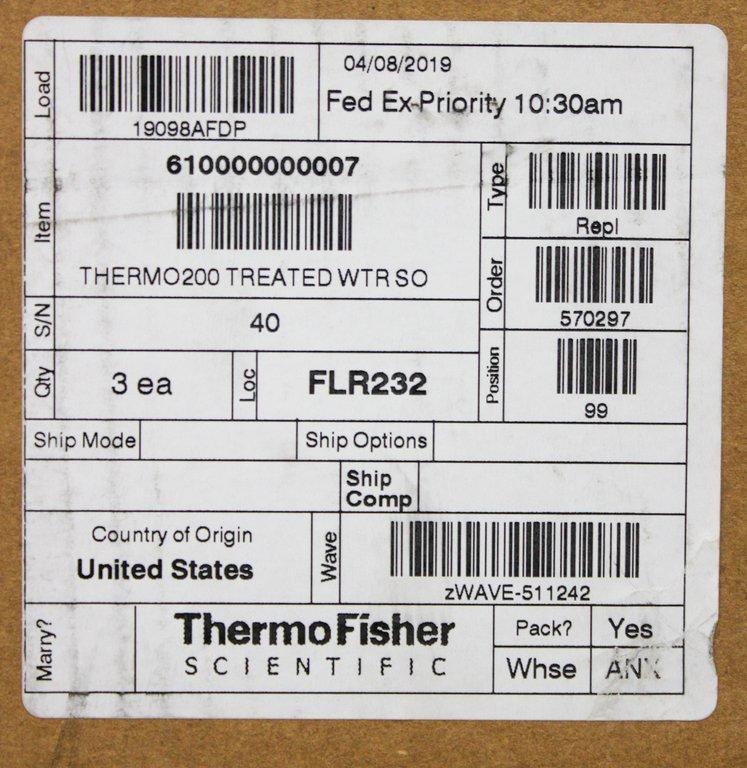 Load
19098AFDP
04/08/2019
Fed Ex-Priority 10:30am
Item
610000000007
THERMO200 TREATED WTR SO
Type
Repl
Order
570297
S/N
40
Position
99
Qty
3 ea
Loc
FLR232
Ship Mode
Ship Options
Ship
Comp
Country of Origin
United States
Wave
zWAVE-511242
Marry?
ThermoFisher
SCIENTIFIC
Pack?
Yes
Whse